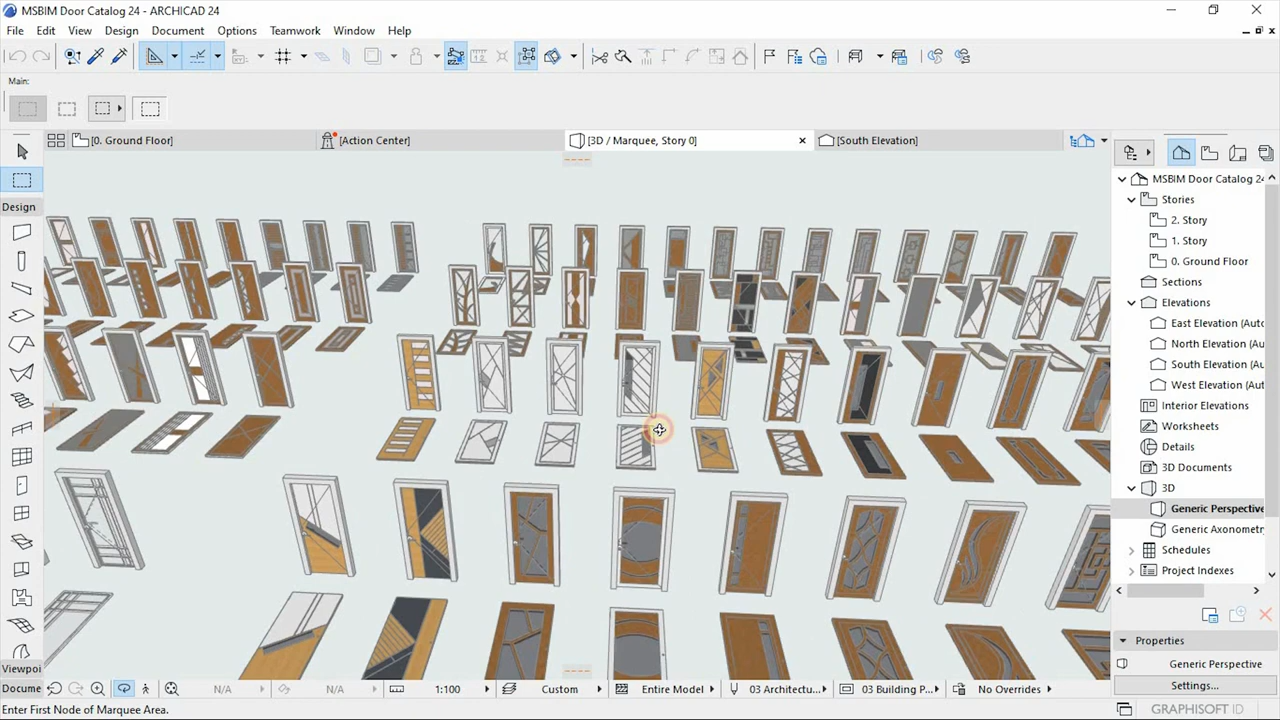 MSBIM Door Catalog 24 - ARCHICAD 24
File Edit View Design Document Options Teamwork Window Help
Main:
[0. Ground Floor]
[Action Center]
[3D / Marquee, Story 0]
[South Elevation]
Design
MSBIM Door Catalog 24
Stories
2. Story
1. Story
0. Ground Floor
Sections
Elevations
East Elevation (Aut
North Elevation (Au
South Elevation (Au
West Elevation (Aut
Interior Elevations
Worksheets
Details
3D Documents
3D
Generic Perspective
Generic Axonomet
Schedules
Project Indexes
Properties
Generic Perspective
Settings...
Viewpoi
Docume
N/A
N/A
1:100
Custom
Entire Model
03 Architectu...
03 Building P...
No Overrides
Enter First Node of Marquee Area.
GRAPHISOFT ID